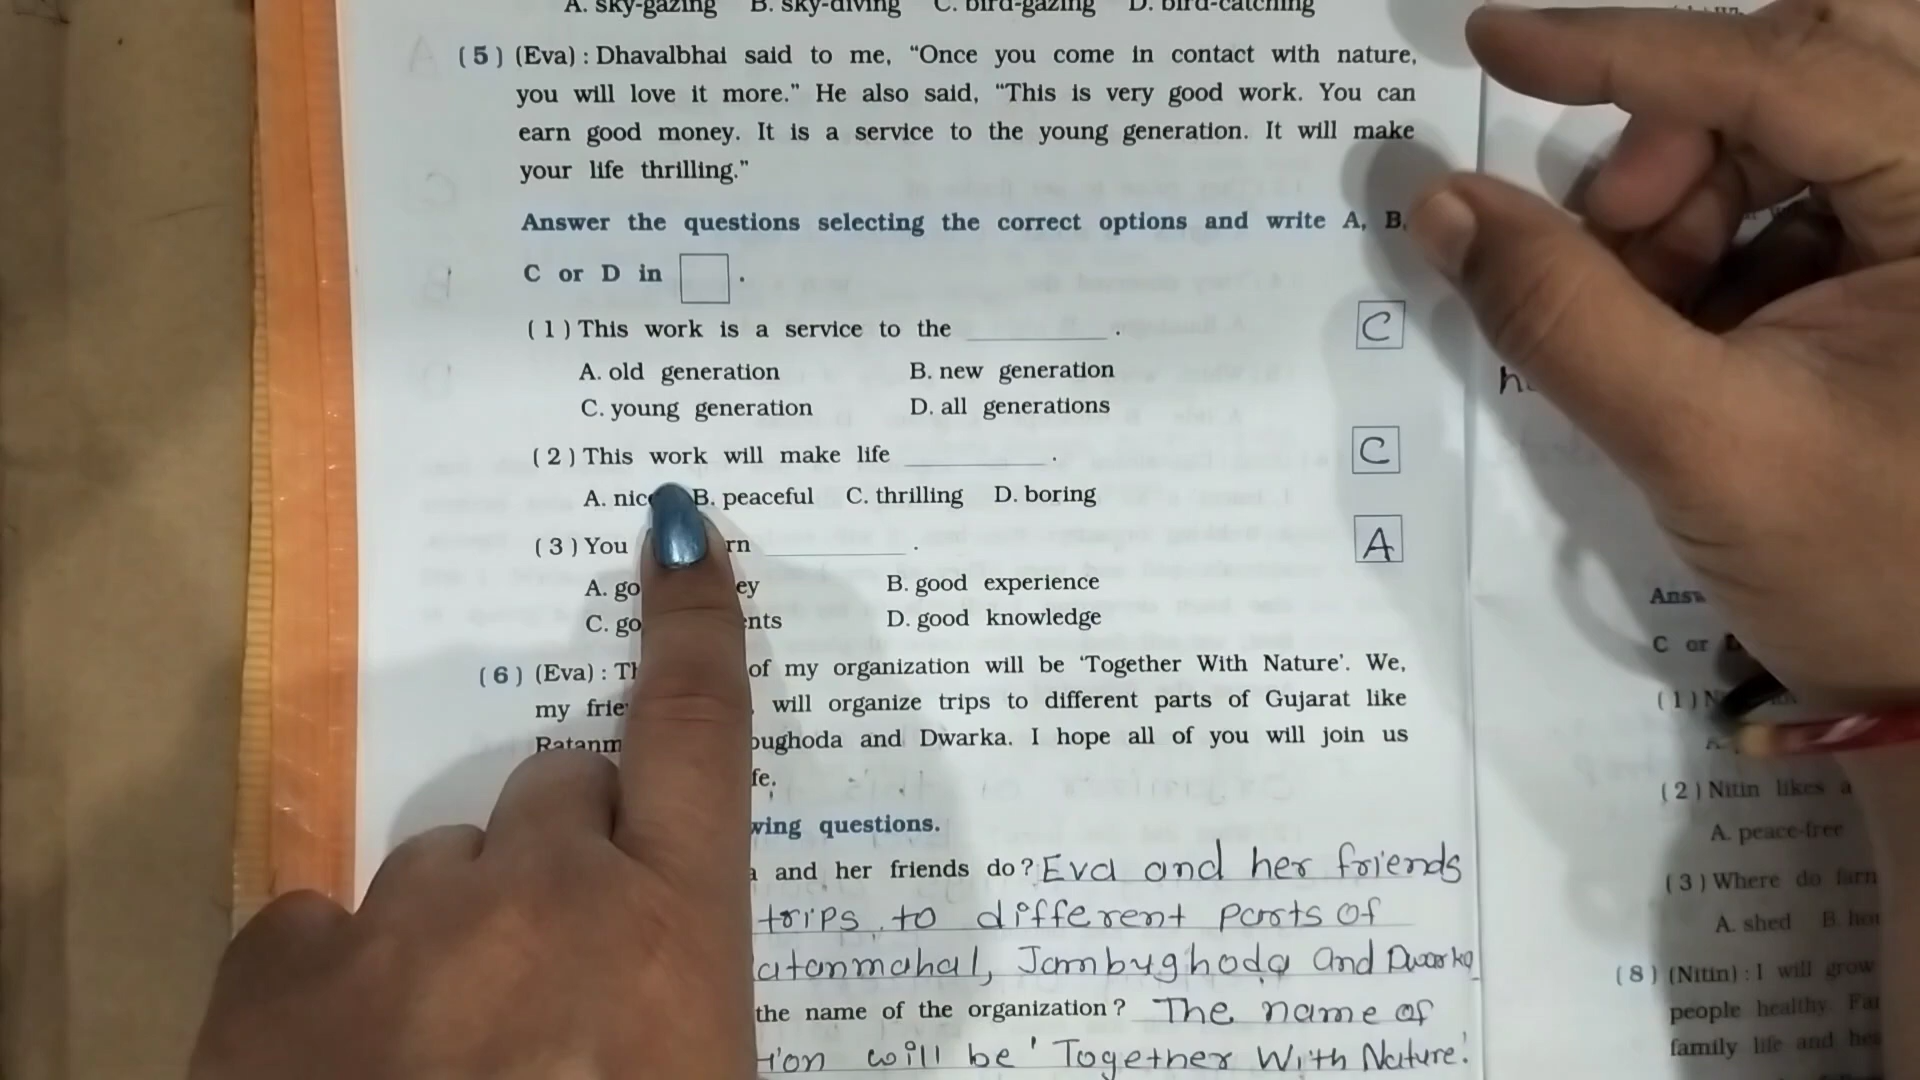 A. sky-gazing B. sky-diving C. bird-gazing D. bird-catching
(5) (Eva) : Dhavalbhai said to me, “Once you come in contact with nature,
you will love it more.” He also said, “This is very good work. You can
earn good money. It is a service to the young generation. It will make
your life thrilling.”
Answer the questions selecting the correct options and write A, B,
C or D in .
(1) This work is a service to the __________ . C
A. old generation B. new generation
C. young generation D. all generations
(2) This work will make life __________ . C
A. nice B. peaceful C. thrilling D. boring
(3) You __________ . A
A. B. good experience
C. D. good knowledge
(6) (Eva) : of my organization will be ‘Together With Nature’. We,
my will organize trips to different parts of Gujarat like
and Dwarka. I hope all of you will join us
questions.
and her friends do? Eva and her friends
trips to different parts of
Jambughoda and Dwarka
the name of the organization? The name of
will be 'Together With Nature'.
C or
(1)
(2) Nitin likes a
A. peace-free
(3) Where do
A. shed B.
(8) (Nitin) : I will grow
people healthy.
family life and